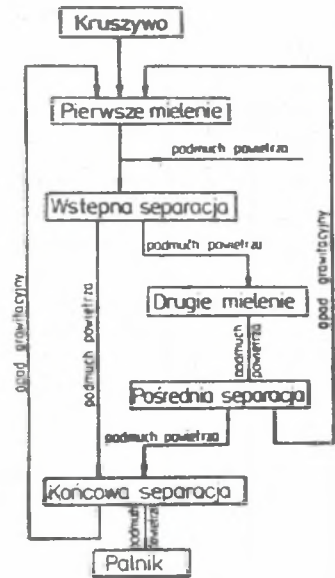 Kruszywo
Pierwsze mielenie
podmuch powietrza
Wstępna separacja
podmuch powietrza
Drugie mielenie
opad grawitacyjny
podmuch powietrza
podmuch
powietrza
opad grawitacyjny
Pośrednia separacja
podmuch powietrza
Końcowa separacja
podmuch
powietrza
Palnik